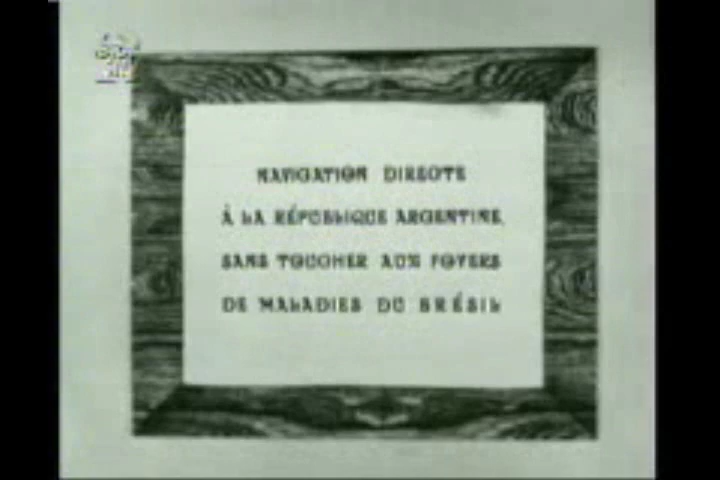 NAVIGATION DIRECTE
À LA RÉPUBLIQUE ARGENTINE,
SANS TOUCHER AUX FOYERS
DE MALADIES DU BRÉSIL